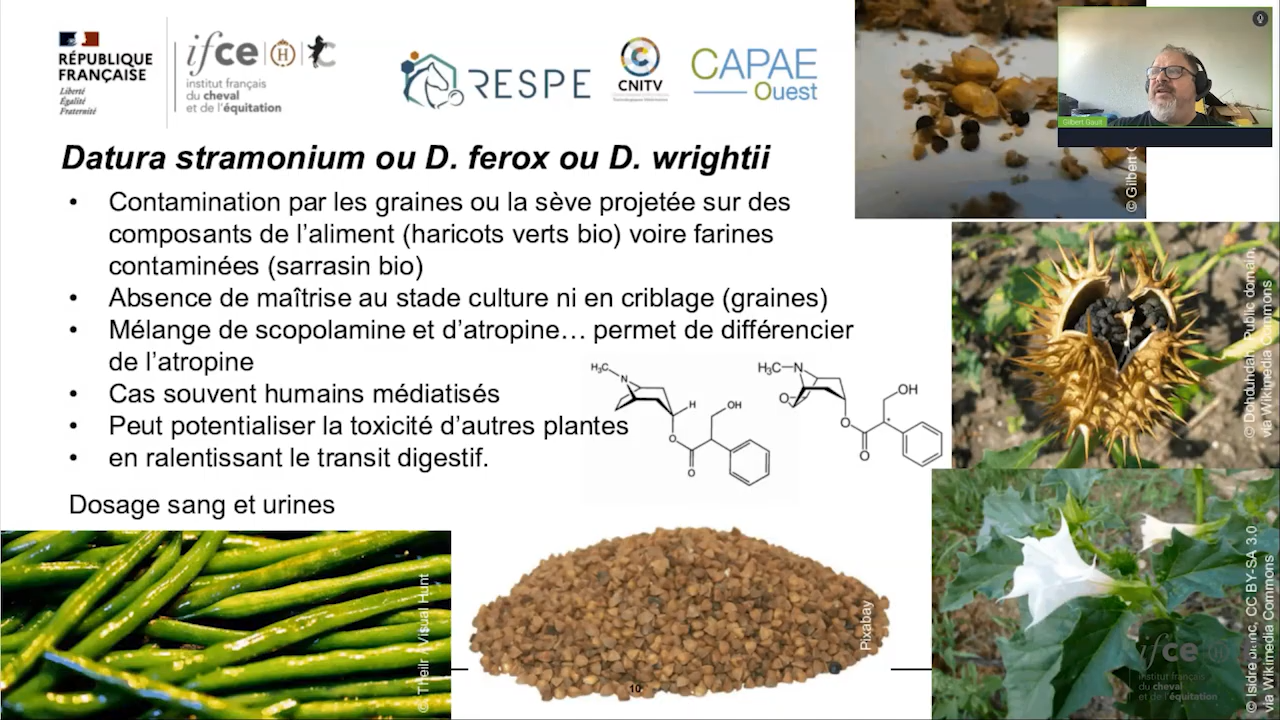 RÉPUBLIQUE
FRANÇAISE
Liberté
Égalité
Fraternité
ifce
institut français
du cheval
et de l'équitation
RESPE
CNITV
CAPAE
Ouest
Gilbert Gault
© Gilbert G
Datura stramonium ou D. ferox ou D. wrightii
• Contamination par les graines ou la sève projetée sur des
composants de l'aliment (haricots verts bio) voire farines
contaminées (sarrasin bio)
• Absence de maîtrise au stade culture ni en criblage (graines)
• Mélange de scopolamine et d'atropine… permet de différencier
de l'atropine
• Cas souvent humains médiatisés
• Peut potentialiser la toxicité d'autres plantes
• en ralentissant le transit digestif.
Dosage sang et urines
H₃C
N
H
OH
O
O
H₃C
N
O
OH
O
O
via Wikimedia Commons
Visual Hunt
Pixabay
10
© Isidre blanc, CC BY-SA 3.0
via Wikimedia Commons
ifce
institut français
du cheval
et de l'équitation